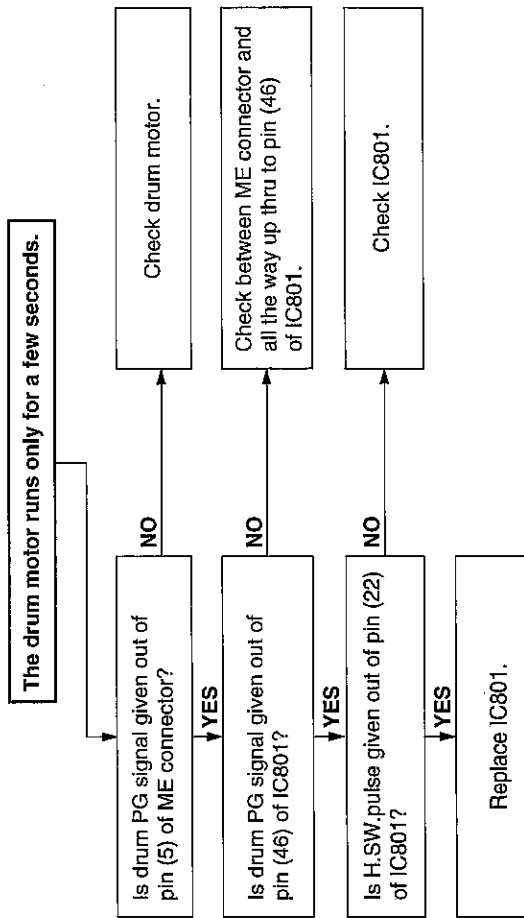 The drum motor runs only for a few seconds.
Is drum PG signal given out of
pin (5) of ME connector?
NO
Check drum motor.
YES
Is drum PG signal given out of
pin (46) of IC801?
NO
Check between ME connector and
all the way up thru to pin (46)
of IC801.
YES
Is H.SW.pulse given out of pin (22)
of IC801?
NO
Check IC801.
YES
Replace IC801.